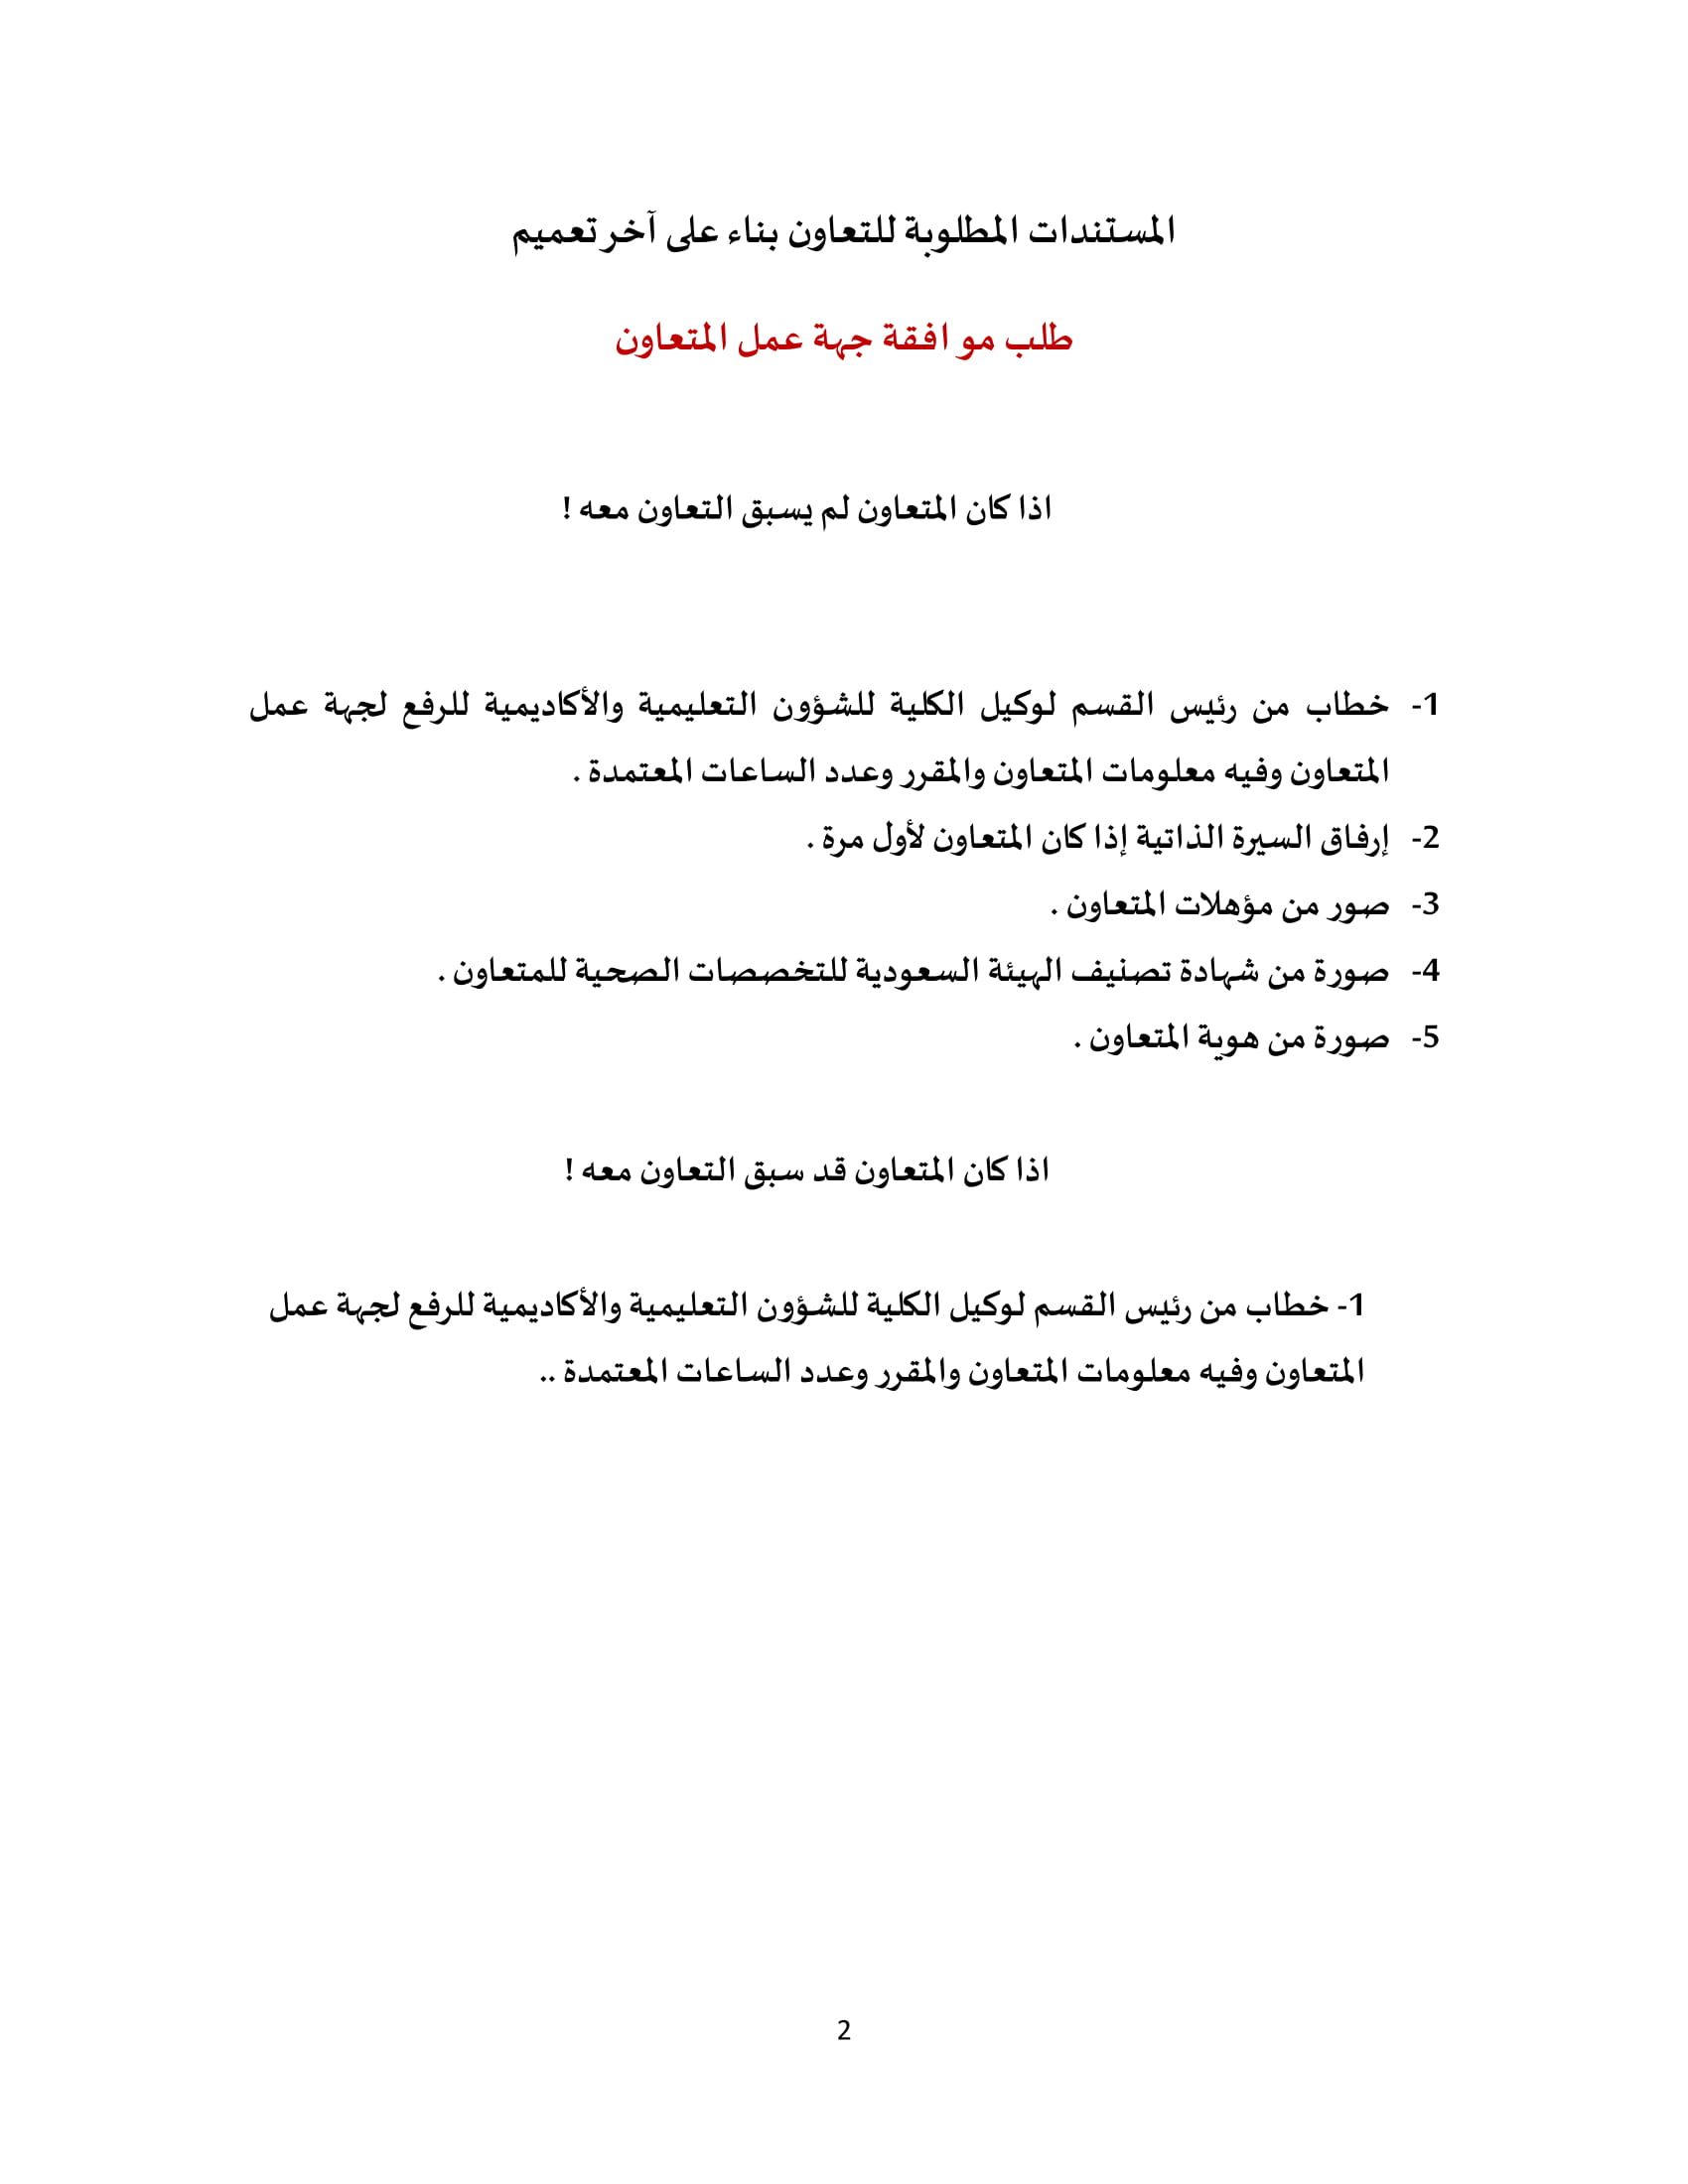 المستندات المطلوبة للتعاون بناء على آخر تعميم
طلب موافقة جهة عمل المتعاون
اذا كان المتعاون لم يسبق التعاون معه !
1- خطاب من رئيس القسم لوكيل الكلية للشؤون التعليمية والأكاديمية للرفع لجهة عمل
المتعاون وفيه معلومات المتعاون والمقرر وعدد الساعات المعتمدة .
2- إرفاق السيرة الذاتية إذا كان المتعاون لأول مرة .
3- صور من مؤهلات المتعاون .
4- صورة من شهادة تصنيف الهيئة السعودية للتخصصات الصحية للمتعاون .
5- صورة من هوية المتعاون .
اذا كان المتعاون قد سبق التعاون معه !
1- خطاب من رئيس القسم لوكيل الكلية للشؤون التعليمية والأكاديمية للرفع لجهة عمل
المتعاون وفيه معلومات المتعاون والمقرر وعدد الساعات المعتمدة ..
2